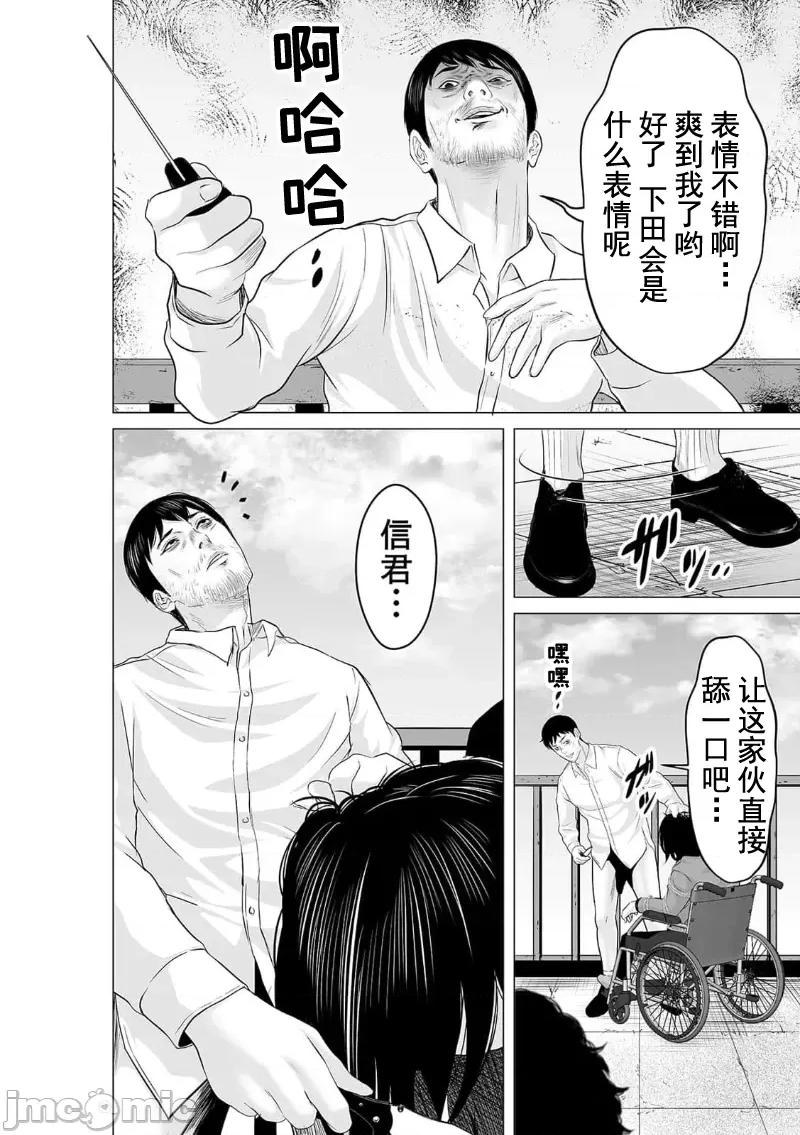 表情不错啊…
爽到我了哟
好了 下田会是
什么表情呢
啊哈哈…
ザッ…
让这家伙直接
舔一口吧…
嘿嘿…
信君…
jmcomic